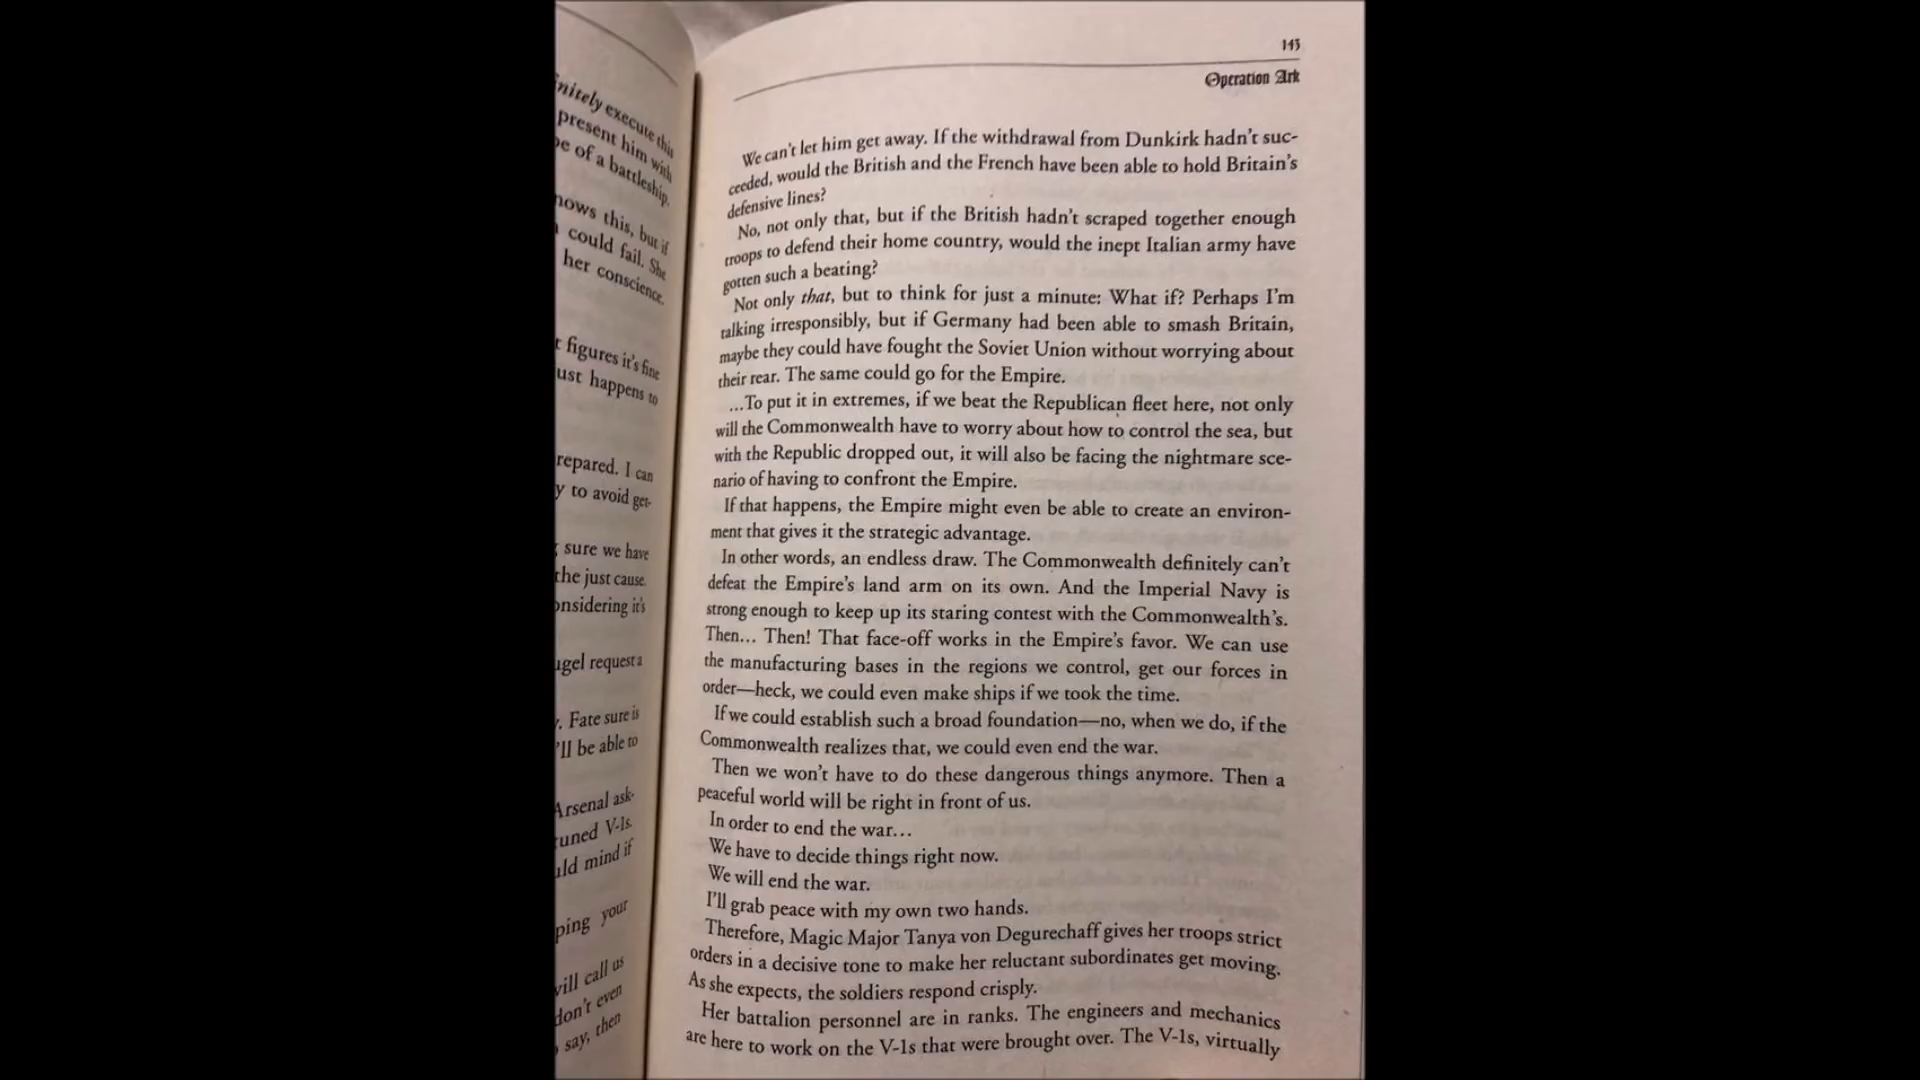 nitely execute this
present him with
e of a battleship.
nows this, but if
could fail. She
her conscience.
t figures it's fine
ust happens to
repared. I can
y to avoid get-
sure we have
the just cause.
onsidering it's
ugel request a
. Fate sure is
'll be able to
Arsenal ask-
tuned V-1s.
uld mind if
ping your
will call us
don't even
say, then
143
Operation Ark
We can't let him get away. If the withdrawal from Dunkirk hadn't suc-
ceeded, would the British and the French have been able to hold Britain's
defensive lines?
No, not only that, but if the British hadn't scraped together enough
troops to defend their home country, would the inept Italian army have
gotten such a beating?
Not only that, but to think for just a minute: What if? Perhaps I'm
talking irresponsibly, but if Germany had been able to smash Britain,
maybe they could have fought the Soviet Union without worrying about
their rear. The same could go for the Empire.
...To put it in extremes, if we beat the Republican fleet here, not only
will the Commonwealth have to worry about how to control the sea, but
with the Republic dropped out, it will also be facing the nightmare sce-
nario of having to confront the Empire.
If that happens, the Empire might even be able to create an environ-
ment that gives it the strategic advantage.
In other words, an endless draw. The Commonwealth definitely can't
defeat the Empire's land arm on its own. And the Imperial Navy is
strong enough to keep up its staring contest with the Commonwealth's.
Then... Then! That face-off works in the Empire's favor. We can use
the manufacturing bases in the regions we control, get our forces in
order—heck, we could even make ships if we took the time.
If we could establish such a broad foundation—no, when we do, if the
Commonwealth realizes that, we could even end the war.
Then we won't have to do these dangerous things anymore. Then a
peaceful world will be right in front of us.
In order to end the war...
We have to decide things right now.
We will end the war.
I'll grab peace with my own two hands.
Therefore, Magic Major Tanya von Degurechaff gives her troops strict
orders in a decisive tone to make her reluctant subordinates get moving.
As she expects, the soldiers respond crisply.
Her battalion personnel are in ranks. The engineers and mechanics
are here to work on the V-1s that were brought over. The V-1s, virtually